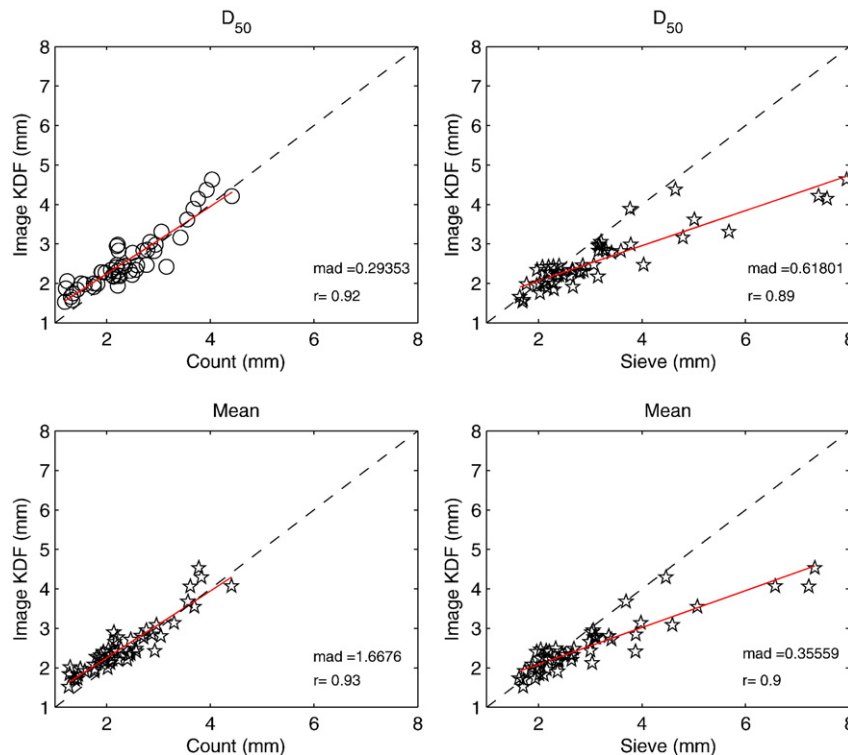 D50
8
7
6
5
4
3
2
1
Image KDF (mm)
mad =0.29353
r= 0.92
2 4 6 8
Count (mm)
D50
8
7
6
5
4
3
2
1
Image KDF (mm)
mad =0.61801
r= 0.89
2 4 6 8
Sieve (mm)
Mean
8
7
6
5
4
3
2
1
Image KDF (mm)
mad =1.6676
r= 0.93
2 4 6 8
Count (mm)
Mean
8
7
6
5
4
3
2
1
Image KDF (mm)
mad =0.35559
r= 0.9
2 4 6 8
Sieve (mm)